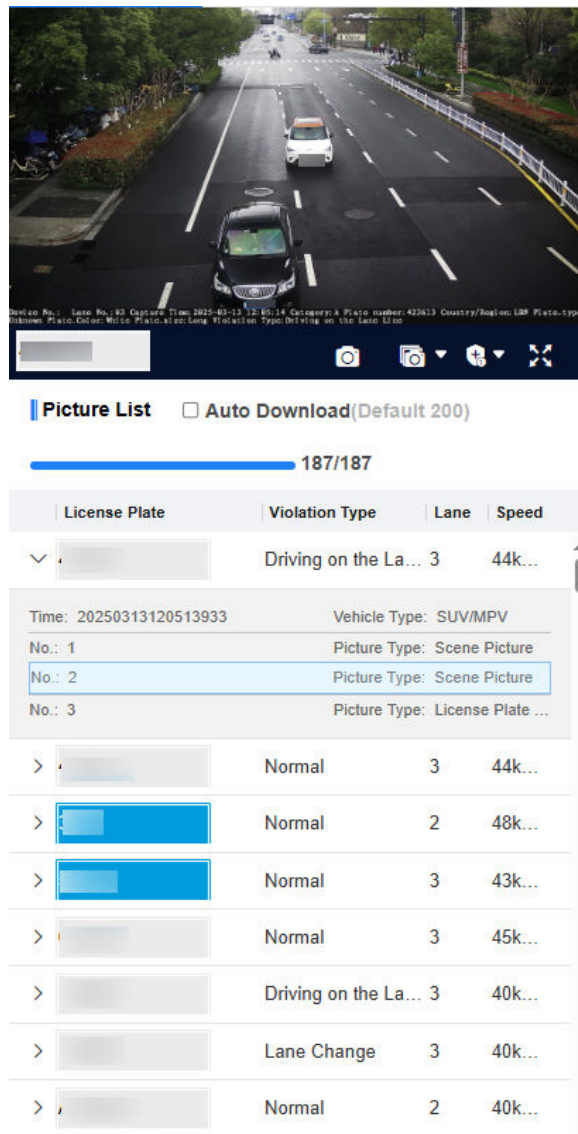 Device No.: Lane No.:03 Capture Time:2025-03-13 12:05:14 Category:A Plate number:423613 Country/Region:LBN Plate.type:
Unknown Plate.Color:White Plate.size:Long Violation Type:Driving on the Lane Line
Picture List Auto Download(Default 200)
187/187
License Plate Violation Type Lane Speed
Driving on the La... 3 44k...
Time: 20250313120513933 Vehicle Type: SUV/MPV
No.: 1 Picture Type: Scene Picture
No.: 2 Picture Type: Scene Picture
No.: 3 Picture Type: License Plate ...
Normal 3 44k...
Normal 2 48k...
Normal 3 43k...
Normal 3 45k...
Driving on the La... 3 40k...
Lane Change 3 40k...
Normal 2 40k...